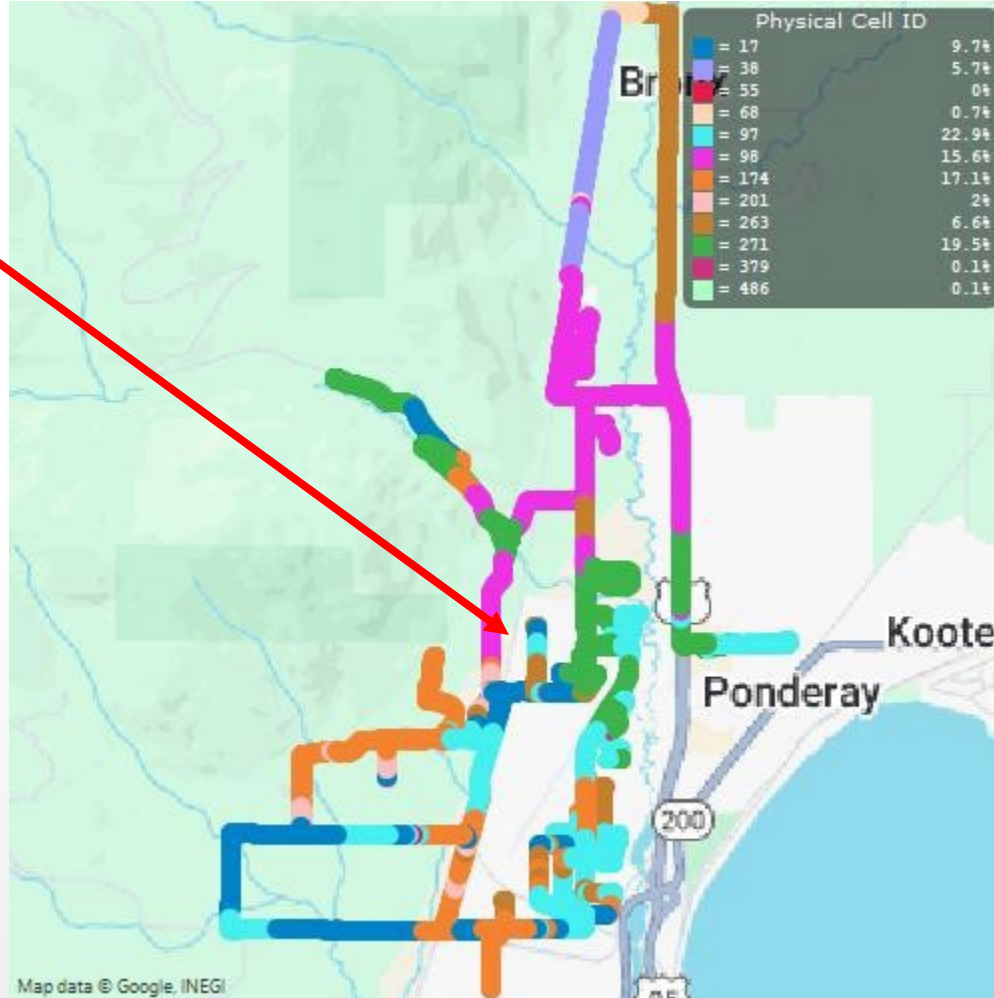 Physical Cell ID
= 17 9.7%
= 38 5.7%
= 55 0%
= 68 0.7%
= 97 22.9%
= 98 15.6%
= 174 17.1%
= 201 2%
= 263 6.6%
= 271 19.5%
= 379 0.1%
= 486 0.1%
Koote
Ponderay
200
Map data © Google, INEGI